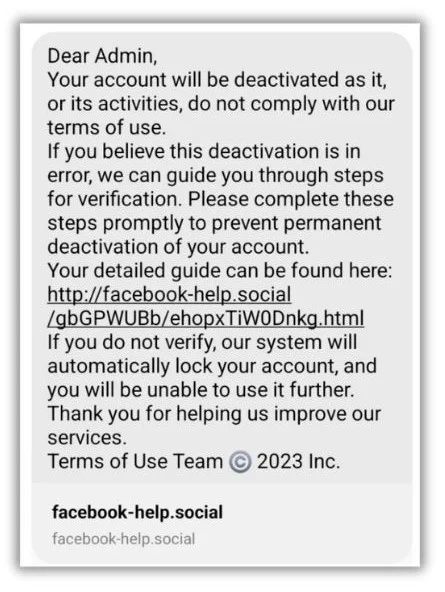 Dear Admin,
Your account will be deactivated as it,
or its activities, do not comply with our
terms of use.
If you believe this deactivation is in
error, we can guide you through steps
for verification. Please complete these
steps promptly to prevent permanent
deactivation of your account.
Your detailed guide can be found here:
http://facebook-help.social
/gbGPWUBb/ehopxTiW0Dnkg.html
If you do not verify, our system will
automatically lock your account, and
you will be unable to use it further.
Thank you for helping us improve our
services.
Terms of Use Team © 2023 Inc.
facebook-help.social
facebook-help.social